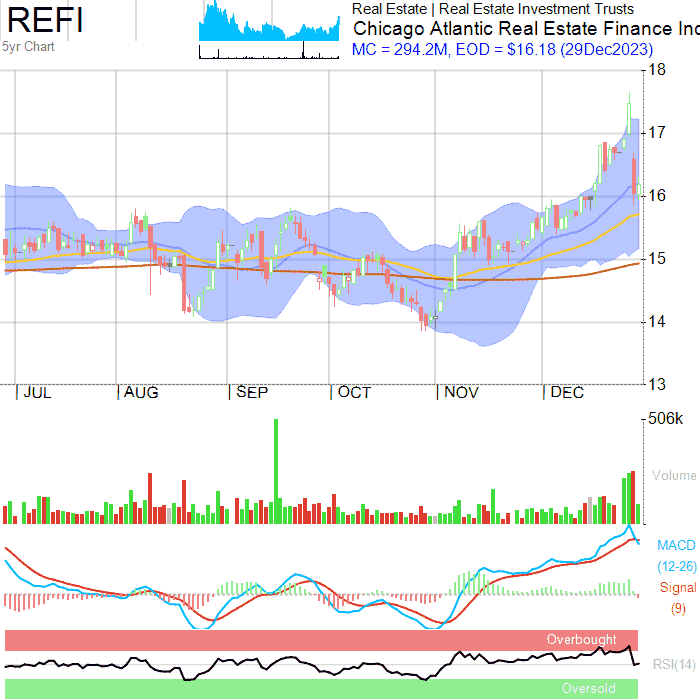 REFI
5yr Chart
Real Estate | Real Estate Investment Trusts
Chicago Atlantic Real Estate Finance Inc
MC = 294.2M, EOD = $16.18 (29Dec2023)
18
17
16
15
14
13
JUL AUG SEP OCT NOV DEC
506k
Volume
MACD
(12-26)
Signal
(9)
Overbought
RSI(14)
Oversold